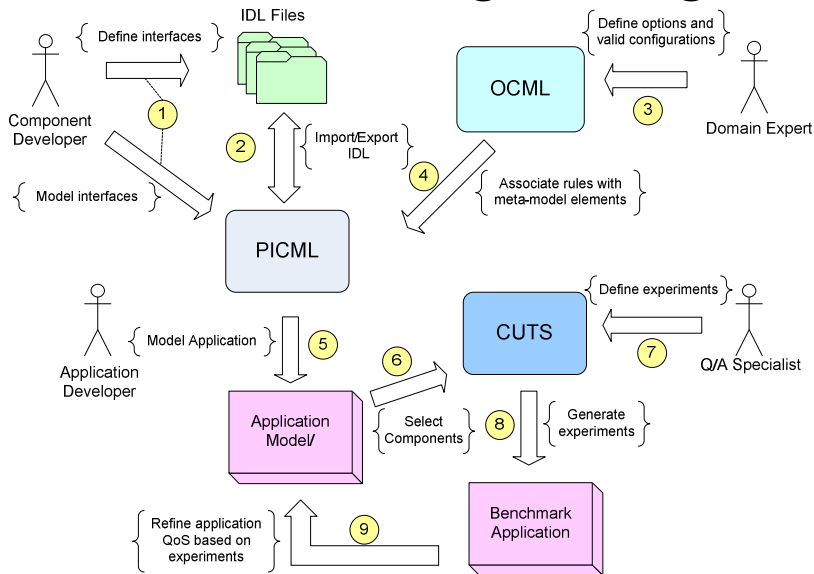 IDL Files
Define interfaces
Define options and
valid configurations
OCML
1
3
Component
Developer
Domain Expert
2
Import/Export
IDL
4
Model interfaces
Associate rules with
meta-model elements
PICML
Define experiments
CUTS
Model Application
5
6
7
Application
Developer
Q/A Specialist
Application
Model/
Select
Components
8
Generate
experiments
Refine application
QoS based on
experiments
9
Benchmark
Application